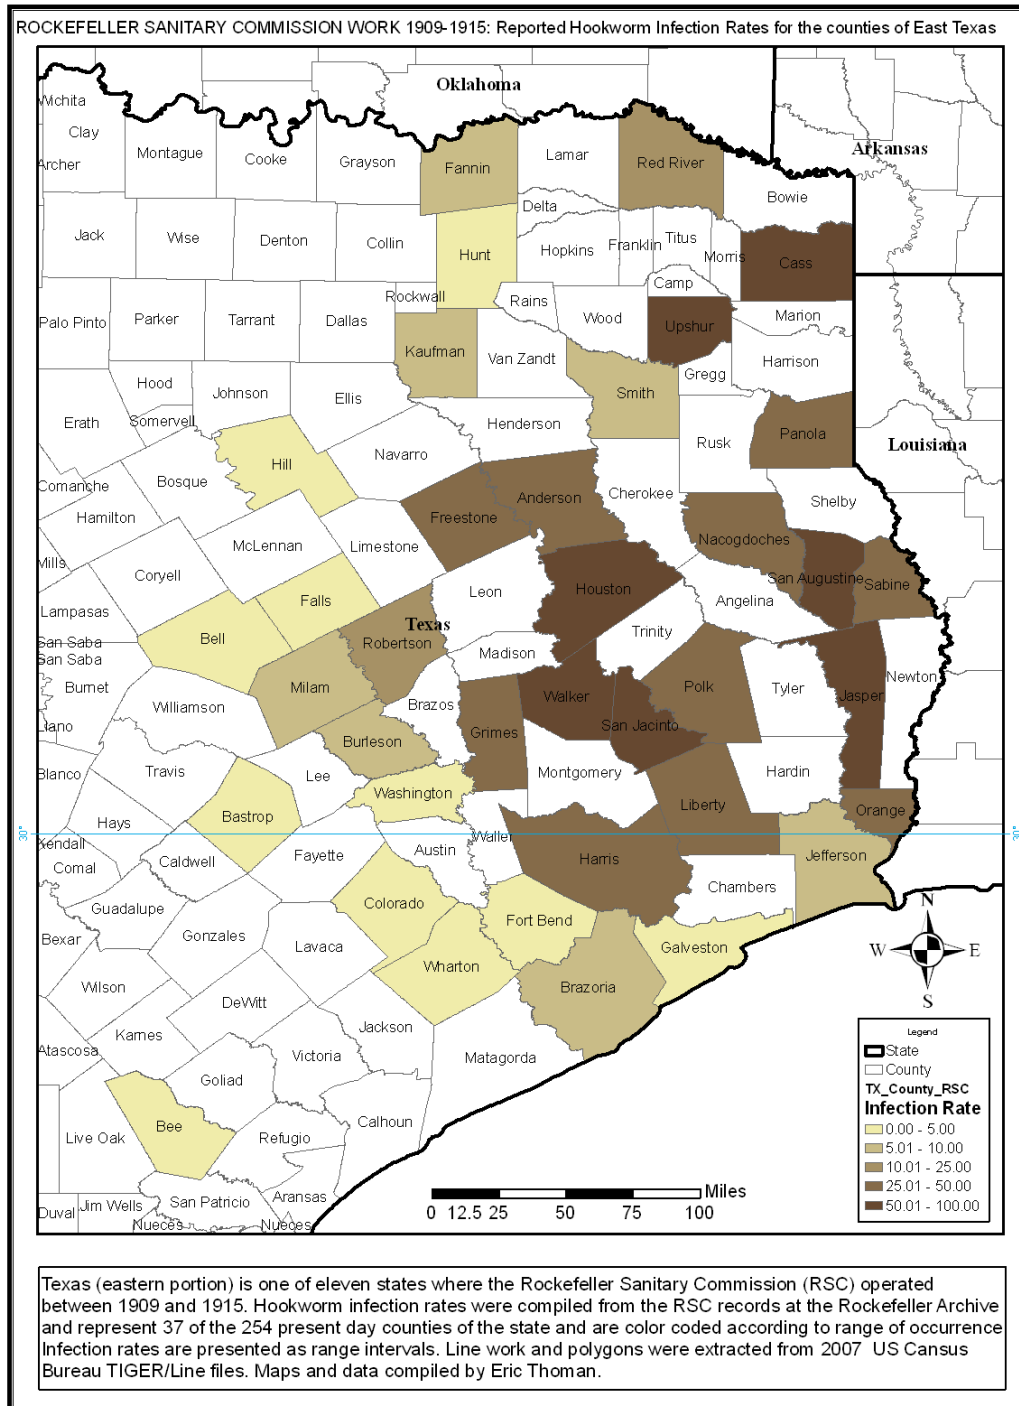 ROCKEFELLER SANITARY COMMISSION WORK 1909-1915: Reported Hookworm Infection Rates for the counties of East Texas
Oklahoma
Arkansas
Louisiana
Texas
Wichita
Clay
Archer
Montague
Cooke
Grayson
Fannin
Lamar
Red River
Bowie
Delta
Jack
Wise
Denton
Collin
Hunt
Hopkins
Franklin
Titus
Morris
Cass
Camp
Rockwall
Rains
Wood
Upshur
Marion
Palo Pinto
Parker
Tarrant
Dallas
Kaufman
Van Zandt
Smith
Gregg
Harrison
Hood
Johnson
Ellis
Erath
Somervell
Henderson
Rusk
Panola
Navarro
Hill
Bosque
Comanche
Hamilton
Freestone
Anderson
Cherokee
Shelby
McLennan
Limestone
Nacogdoches
Mills
Coryell
Houston
San Augustine
Sabine
Leon
Falls
Angelina
Lampasas
Bell
Robertson
Trinity
San Saba
San Saba
Madison
Burnet
Milam
Walker
Polk
Tyler
Jasper
Newton
Williamson
Brazos
Llano
San Jacinto
Grimes
Burleson
Blanco
Travis
Lee
Montgomery
Hardin
Washington
Liberty
Orange
Bastrop
Hays
30°
30°
Kendall
Comal
Caldwell
Fayette
Austin
Waller
Harris
Jefferson
Chambers
Guadalupe
Colorado
Fort Bend
Bexar
Gonzales
Lavaca
Galveston
Wharton
Wilson
DeWitt
Brazoria
Karnes
Jackson
Atascosa
Victoria
Matagorda
Goliad
Calhoun
Live Oak
Bee
Refugio
Aransas
San Patricio
Duval
Jim Wells
Nueces
Nueces
N
W
E
S
Legend
State
County
TX_County_RSC
Infection Rate
0.00 - 5.00
5.01 - 10.00
10.01 - 25.00
25.01 - 50.00
50.01 - 100.00
Miles
0 12.5 25 50 75 100
Texas (eastern portion) is one of eleven states where the Rockefeller Sanitary Commission (RSC) operated
between 1909 and 1915. Hookworm infection rates were compiled from the RSC records at the Rockefeller Archive
and represent 37 of the 254 present day counties of the state and are color coded according to range of occurrence
Infection rates are presented as range intervals. Line work and polygons were extracted from 2007 US Cansus
Bureau TIGER/Line files. Maps and data compiled by Eric Thoman.